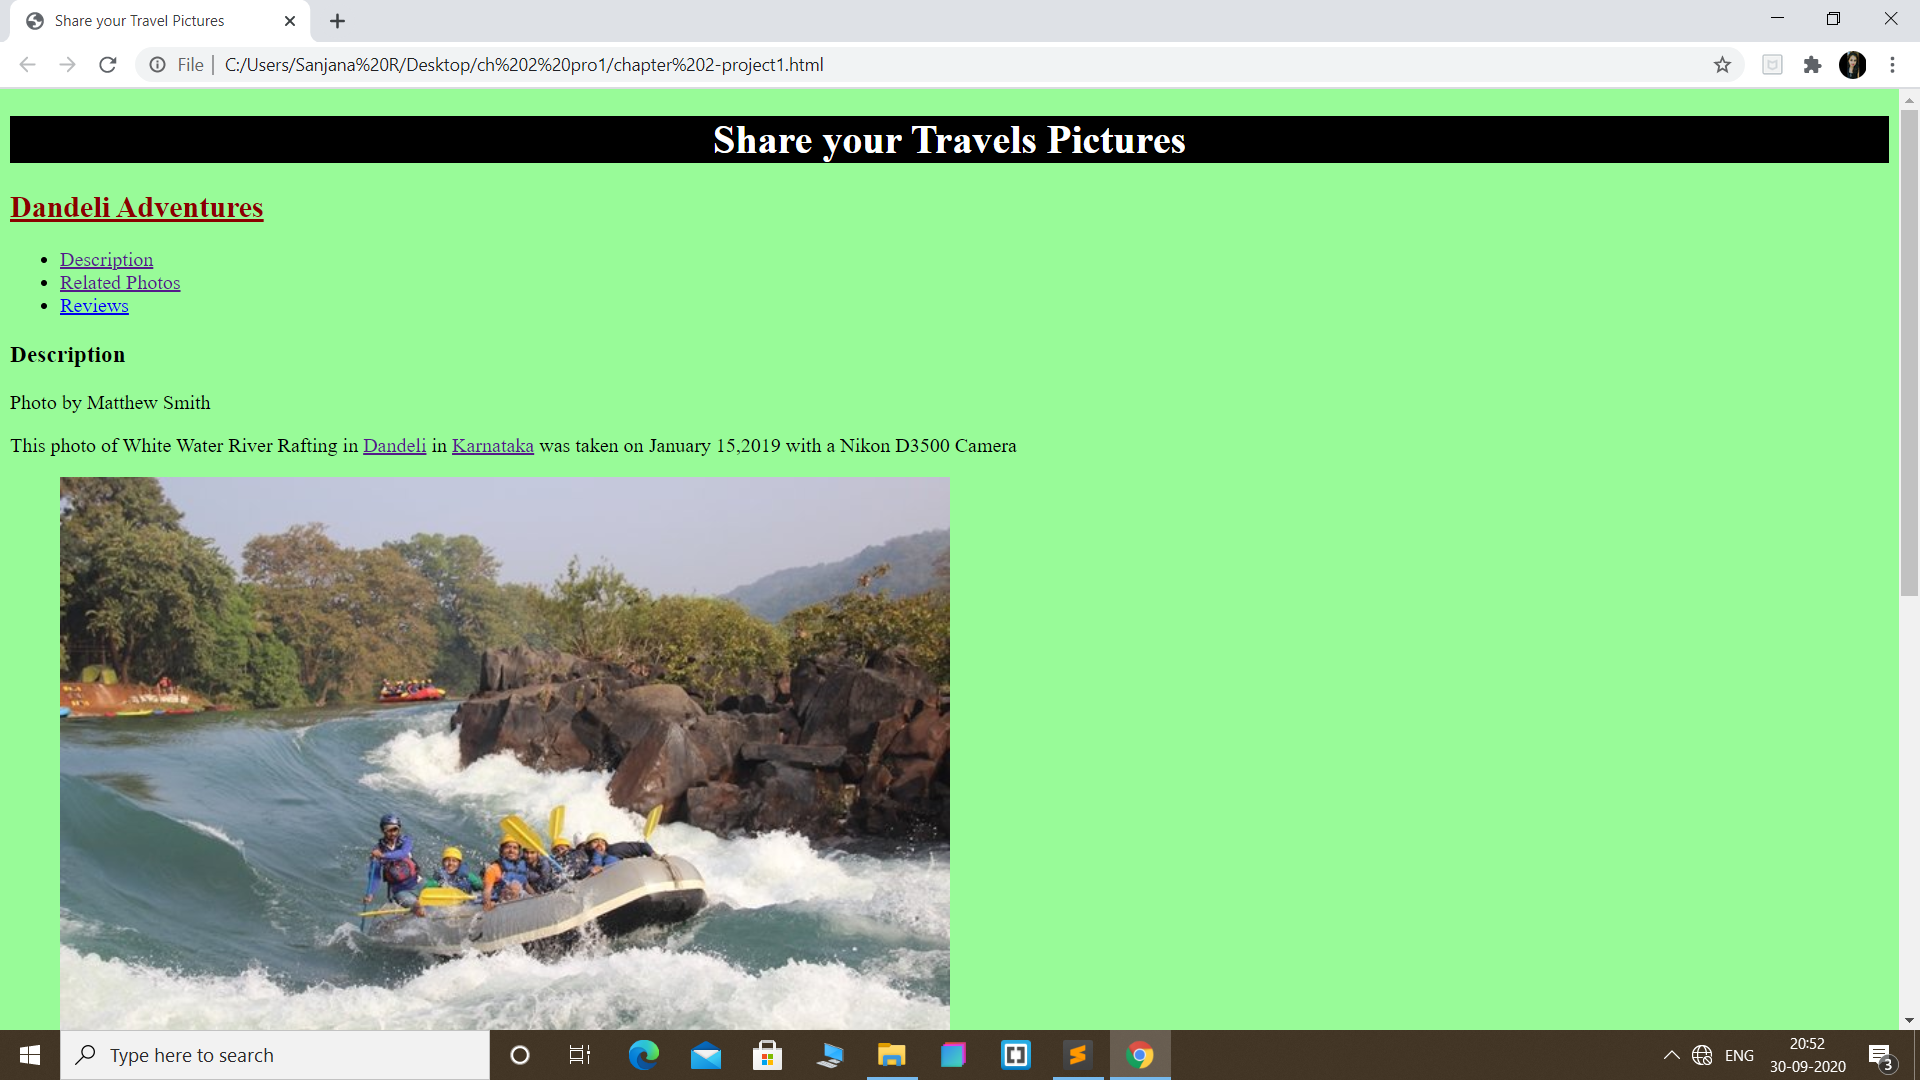 Share your Travel Pictures
File | C:/Users/Sanjana%20R/Desktop/ch%202%20pro1/chapter%202-project1.html
Share your Travels Pictures
Dandeli Adventures
Description
Related Photos
Reviews
Description
Photo by Matthew Smith
This photo of White Water River Rafting in Dandeli in Karnataka was taken on January 15,2019 with a Nikon D3500 Camera
Type here to search
ENG
20:52
30-09-2020
3